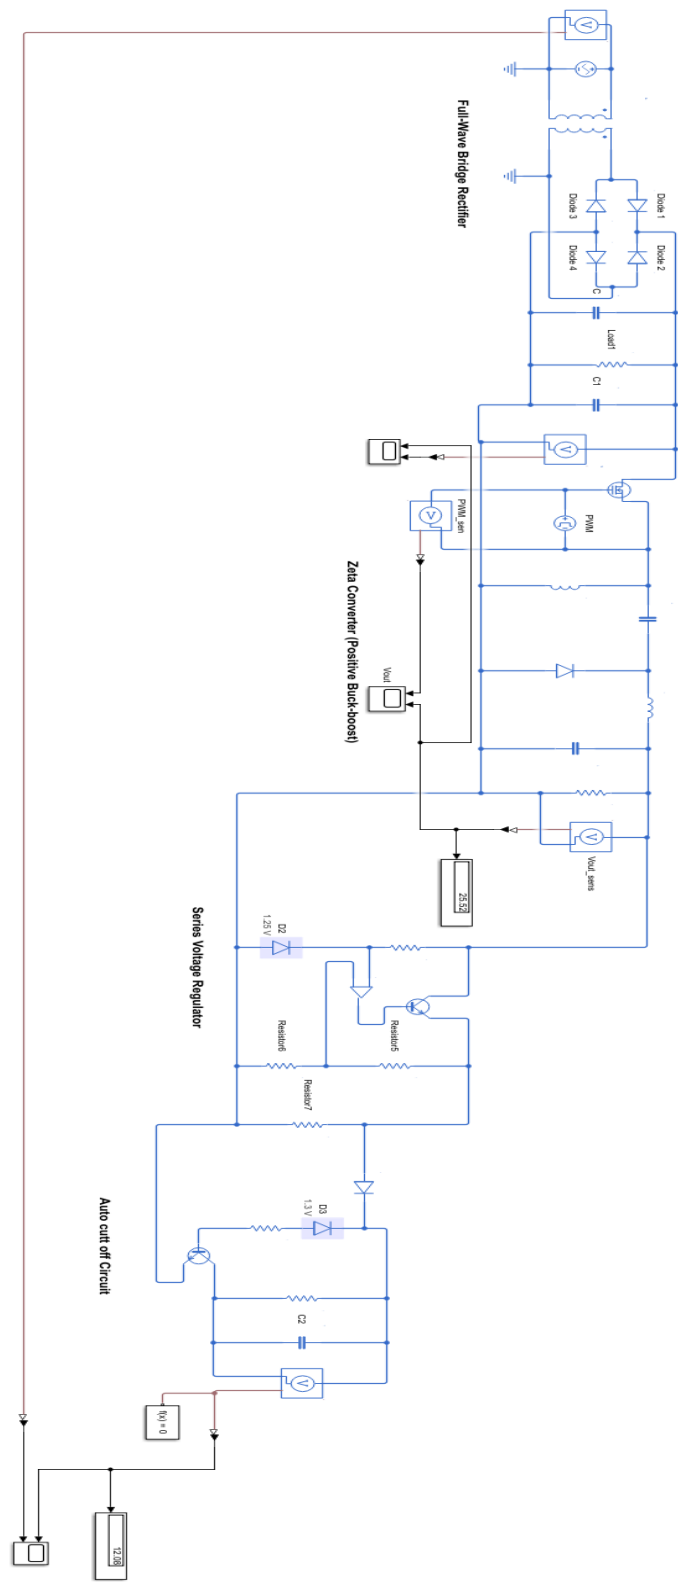 Full-Wave Bridge Rectifier
Diode 1
Diode 2
Diode 3
Diode 4
C
Load1
C1
V
V
PWM
PWM_sen
V
Zeta Converter (Positive Buck-boost)
Vout
Vout_sens
V
25.52
D2
1.25 V
Resistor5
Resistor6
Series Voltage Regulator
Resistor7
D3
1.3 V
C2
V
Auto cutt off Circuit
f(x) = 0
12.08